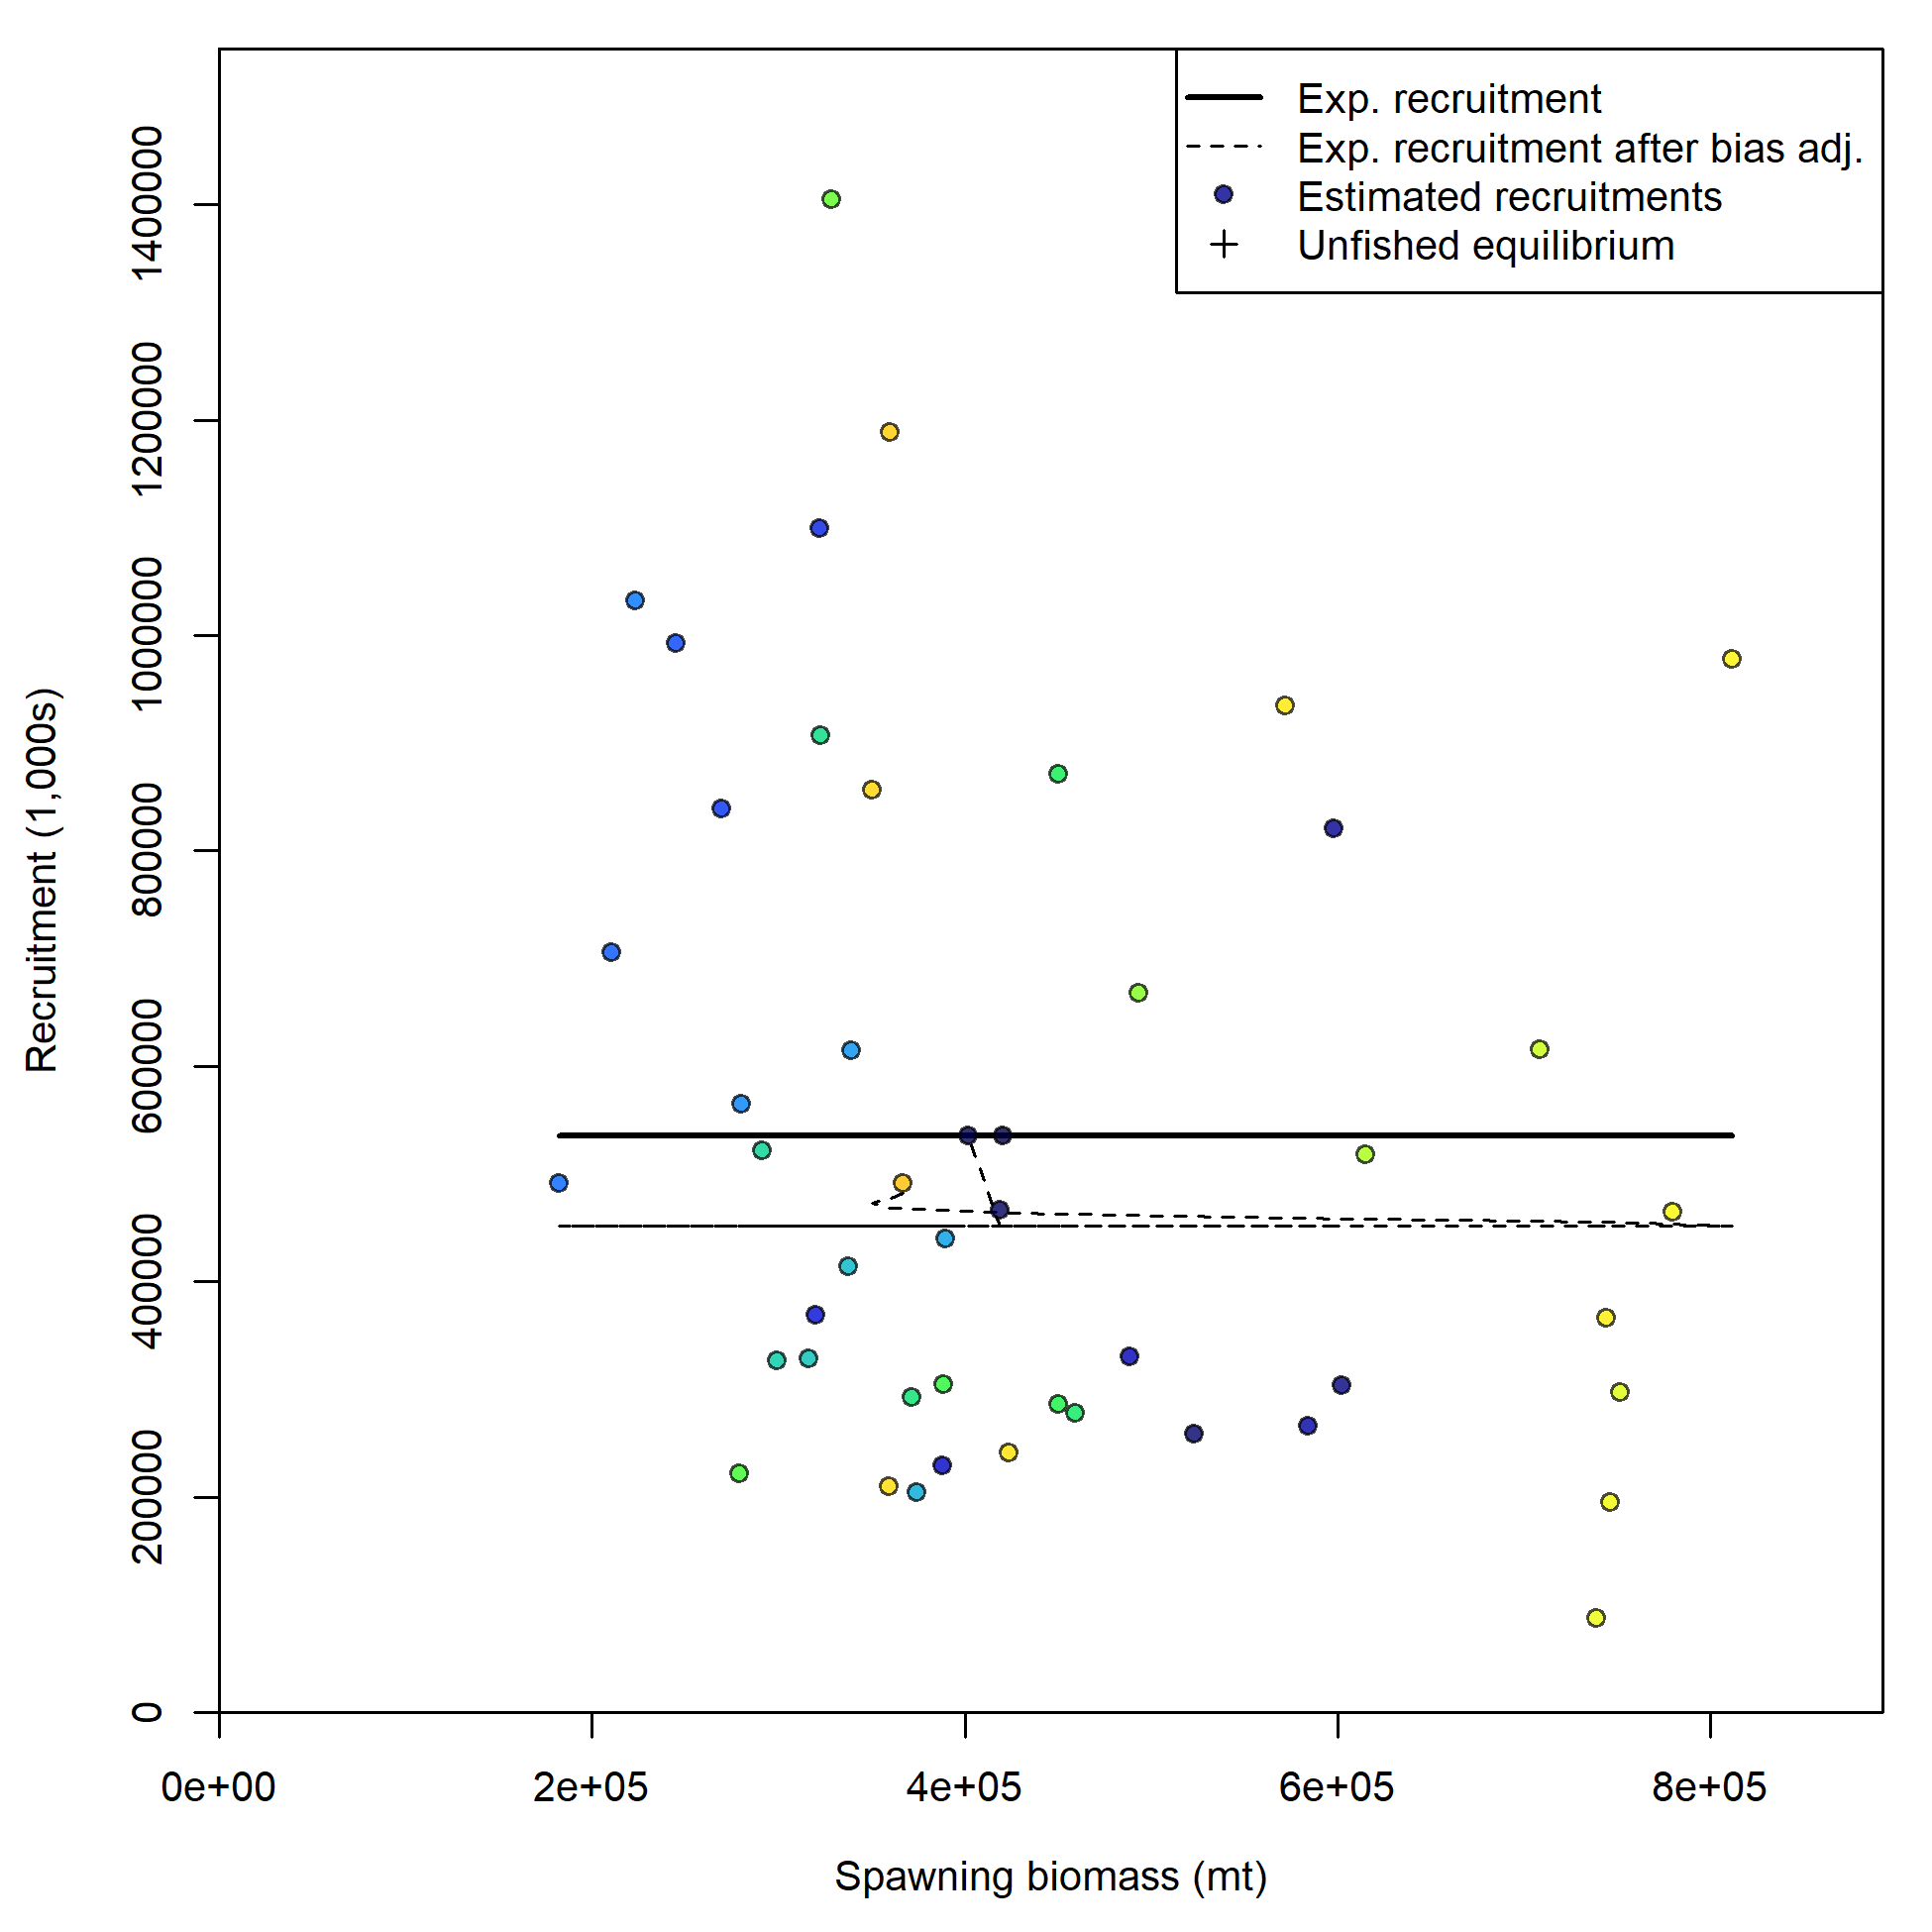 Exp. recruitment
Exp. recruitment after bias adj.
Estimated recruitments
Unfished equilibrium
1400000
1200000
1000000
800000
600000
400000
200000
0
Recruitment (1,000s)
0e+00 2e+05 4e+05 6e+05 8e+05
Spawning biomass (mt)